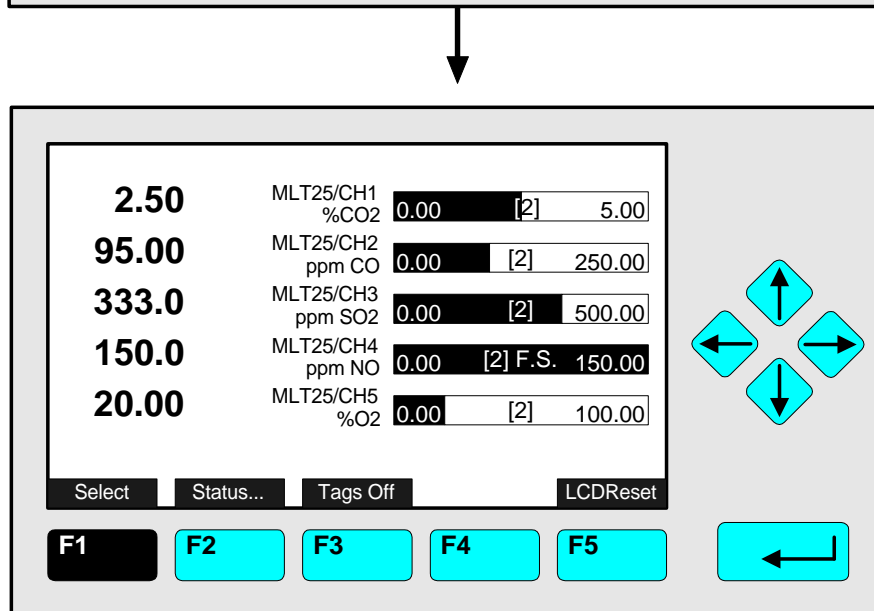 2.50 MLT25/CH1
%CO2 0.00 [2] 5.00
95.00 MLT25/CH2
ppm CO 0.00 [2] 250.00
333.0 MLT25/CH3
ppm SO2 0.00 [2] 500.00
150.0 MLT25/CH4
ppm NO 0.00 [2] F.S. 150.00
20.00 MLT25/CH5
%O2 0.00 [2] 100.00
Select Status... Tags Off LCDReset
F1 F2 F3 F4 F5